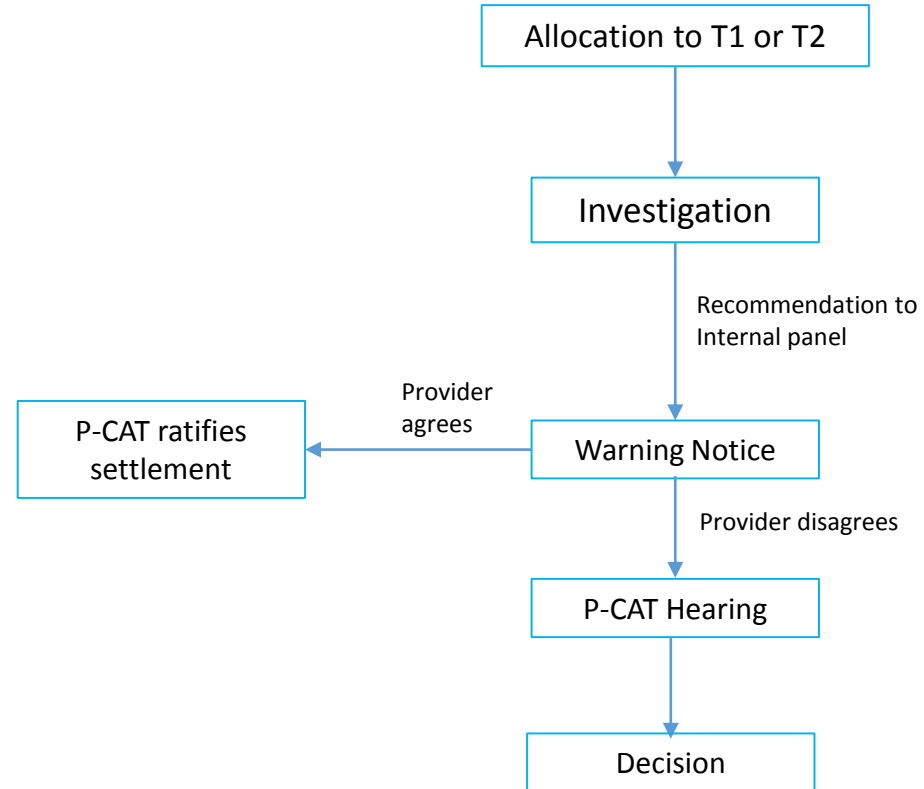 Allocation to T1 or T2
Investigation
Recommendation to
Internal panel
Provider
agrees
P-CAT ratifies
settlement
Warning Notice
Provider disagrees
P-CAT Hearing
Decision